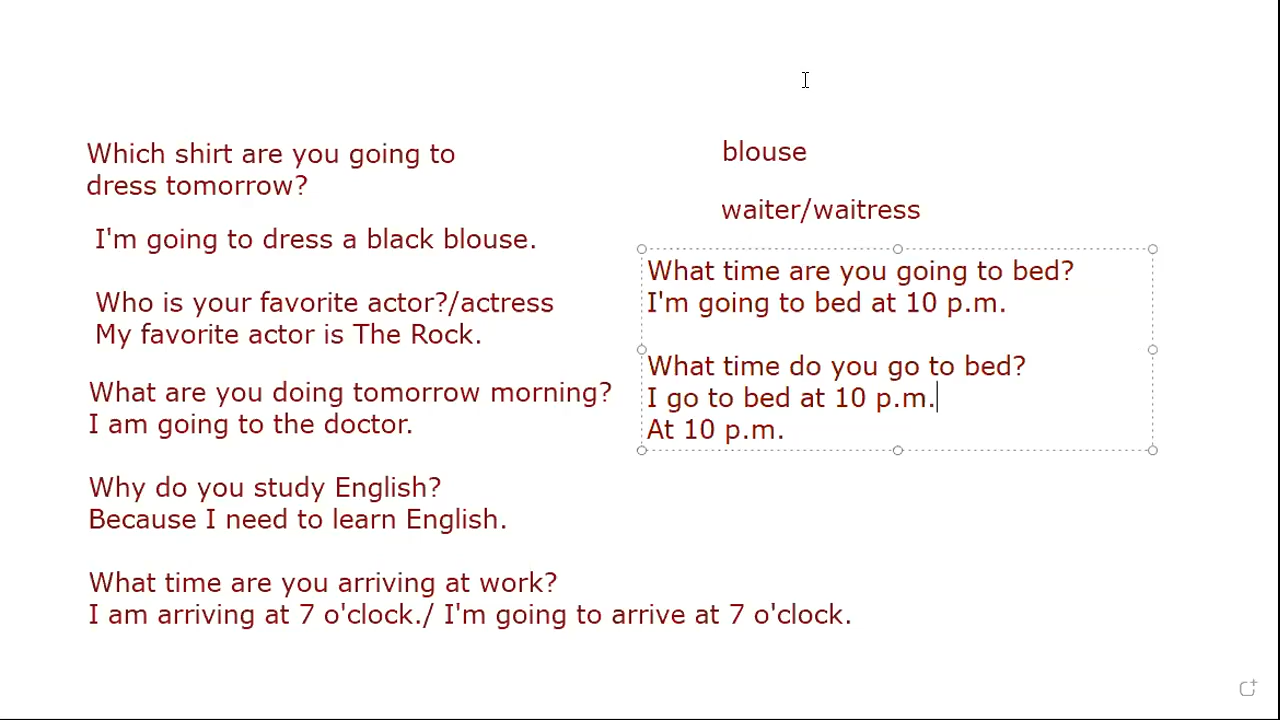 Which shirt are you going to
dress tomorrow?
I'm going to dress a black blouse.
Who is your favorite actor?/actress
My favorite actor is The Rock.
What are you doing tomorrow morning?
I am going to the doctor.
Why do you study English?
Because I need to learn English.
What time are you arriving at work?
I am arriving at 7 o'clock./ I'm going to arrive at 7 o'clock.
blouse
waiter/waitress
What time are you going to bed?
I'm going to bed at 10 p.m.
What time do you go to bed?
I go to bed at 10 p.m.
At 10 p.m.